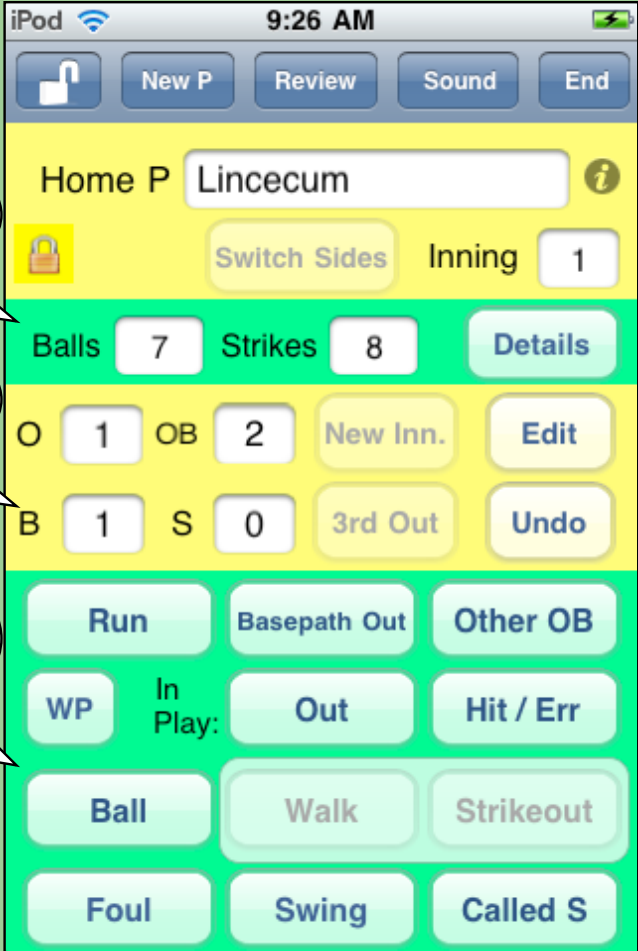 iPod 9:26 AM
New P Review Sound End
Home P Lincecum i
Switch Sides Inning 1
Balls 7 Strikes 8 Details
O 1 OB 2 New Inn. Edit
B 1 S 0 3rd Out Undo
Run Basepath Out Other OB
WP In Play: Out Hit / Err
Ball Walk Strikeout
Foul Swing Called S